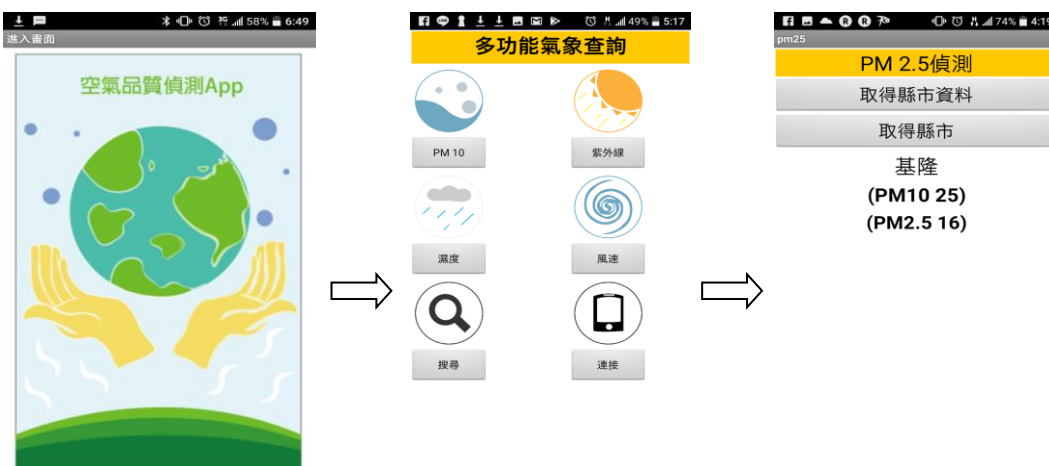 58% 6:49
進入畫面
空氣品質偵測App
49% 5:17
多功能氣象查詢
PM 10
紫外線
濕度
風速
搜尋
連接
74% 4:19
pm25
PM 2.5偵測
取得縣市資料
取得縣市
基隆
(PM10 25)
(PM2.5 16)